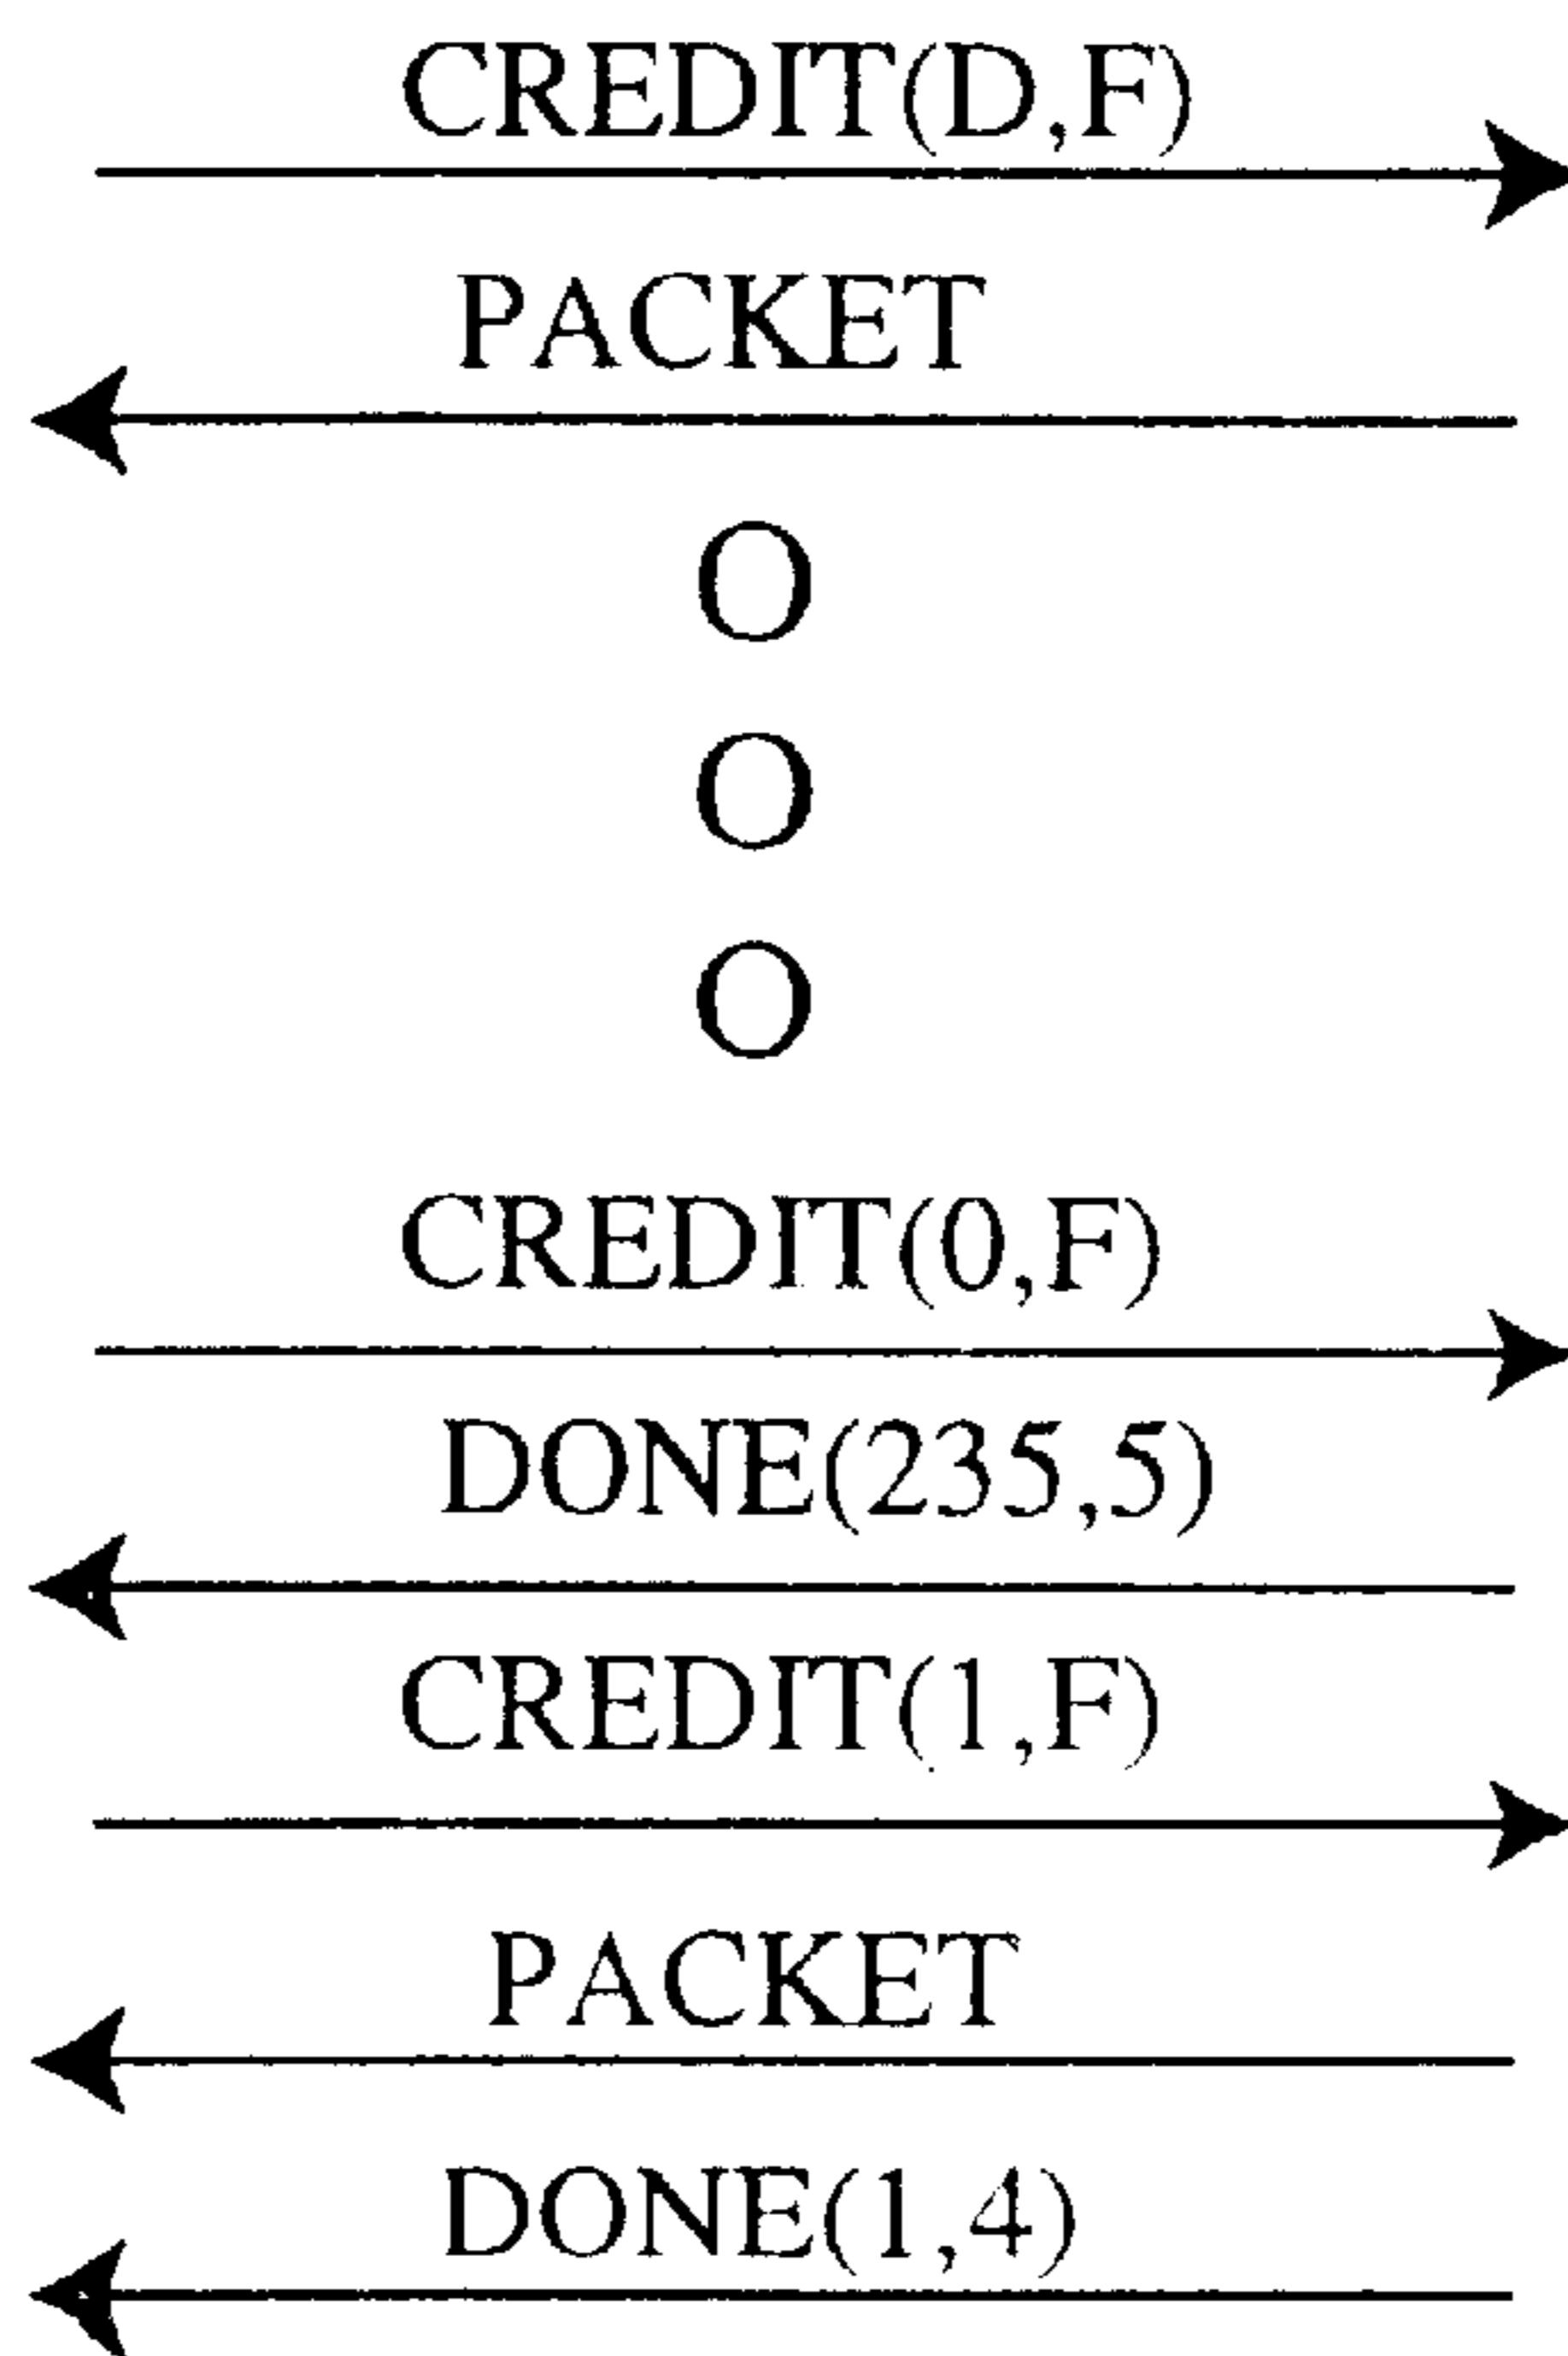 CREDIT(D,F)
PACKET
O
O
O
CREDIT(0,F)
DONE(235,5)
CREDIT(1,F)
PACKET
DONE(1,4)